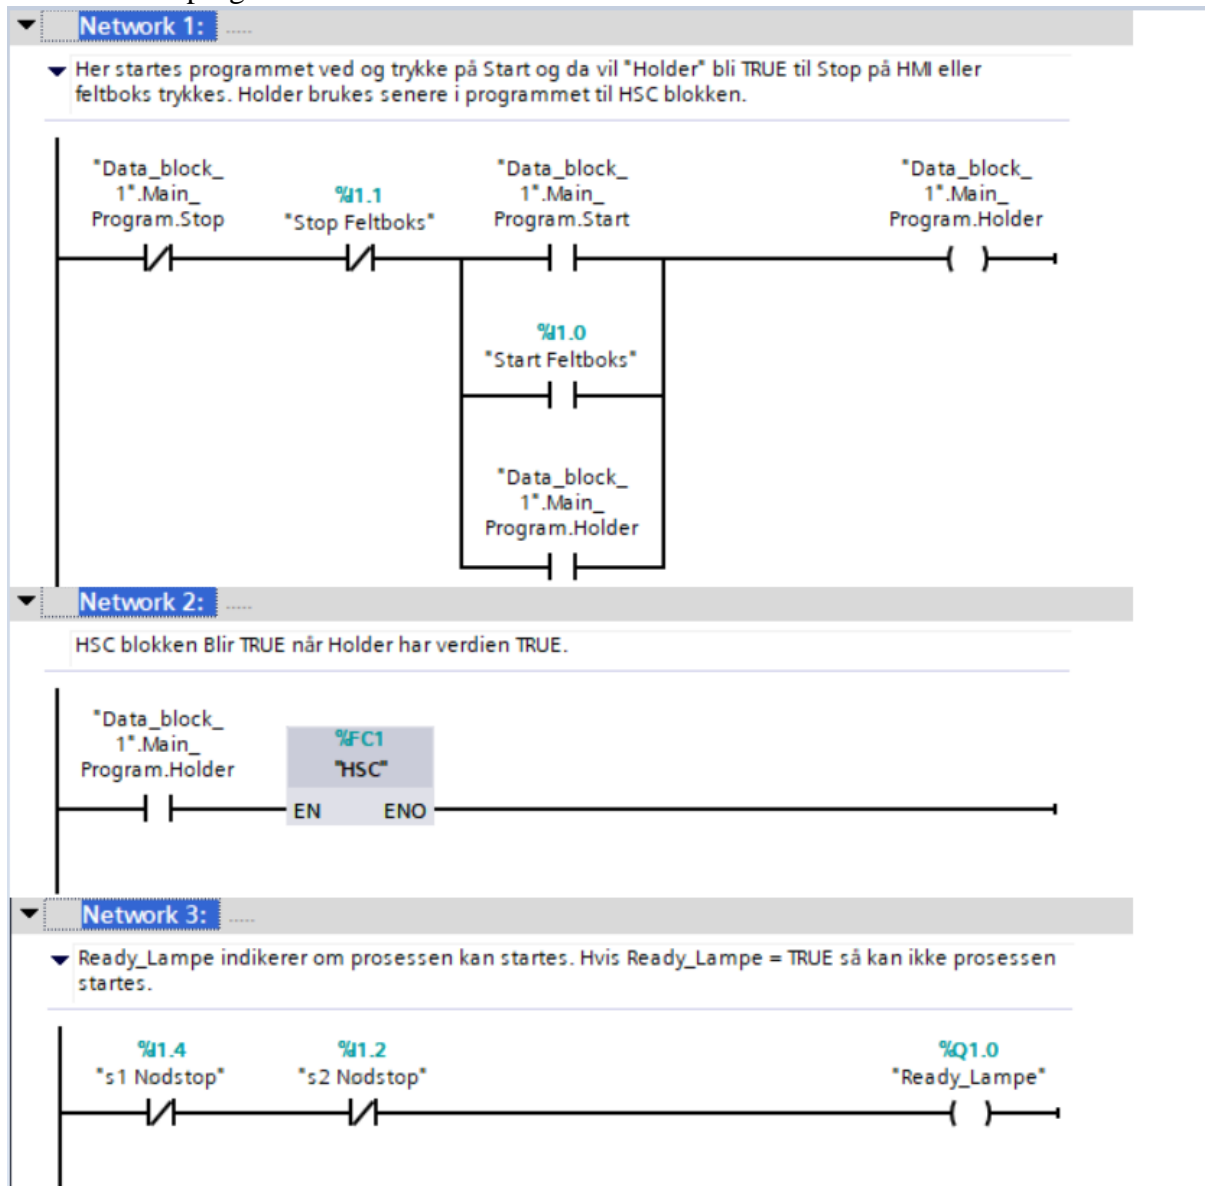 Network 1: .....
Her startes programmet ved og trykke på Start og da vil "Holder" bli TRUE til Stop på HMI eller
feltboks trykkes. Holder brukes senere i programmet til HSC blokken.
"Data_block_
1".Main_
Program.Stop
%I1.1
"Stop Feltboks"
"Data_block_
1".Main_
Program.Start
"Data_block_
1".Main_
Program.Holder
%I1.0
"Start Feltboks"
"Data_block_
1".Main_
Program.Holder
Network 2: .....
HSC blokken Blir TRUE når Holder har verdien TRUE.
"Data_block_
1".Main_
Program.Holder
%FC1
"HSC"
EN ENO
Network 3: .....
Ready_Lampe indikerer om prosessen kan startes. Hvis Ready_Lampe = TRUE så kan ikke prosessen
startes.
%I1.4
"s1 Nødstop"
%I1.2
"s2 Nødstop"
%Q1.0
"Ready_Lampe"